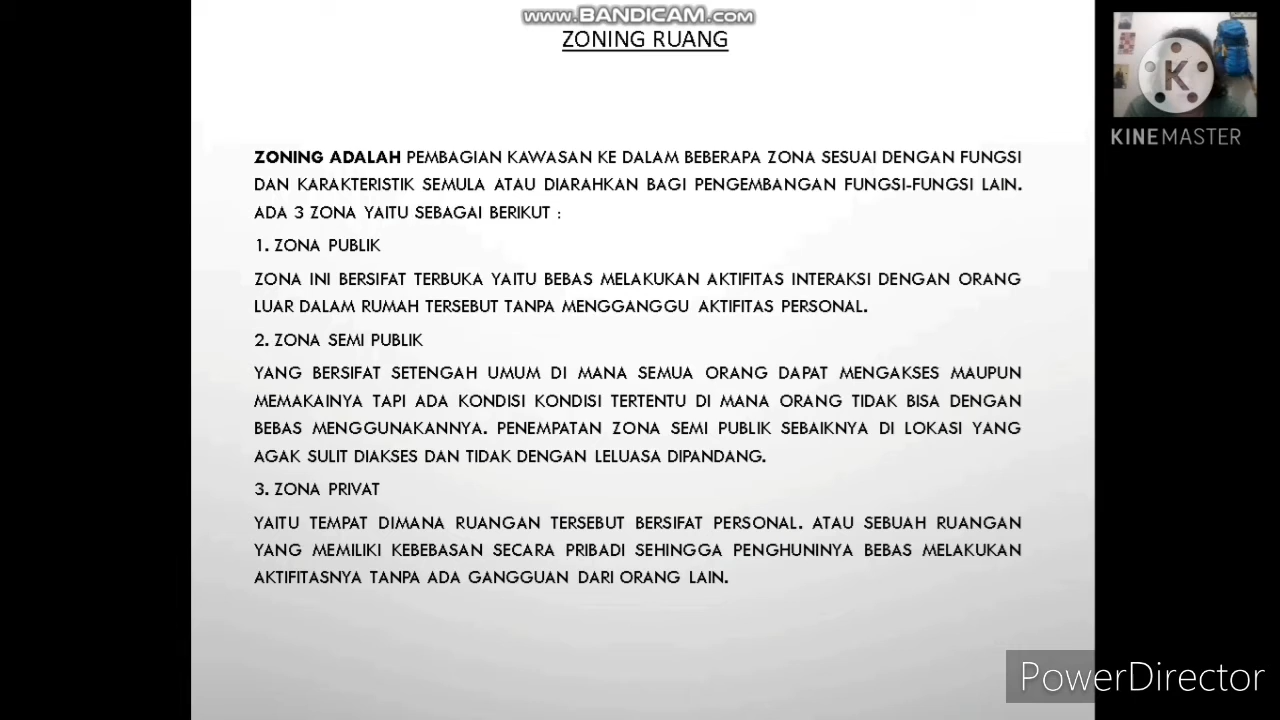 www.BANDICAM.com
ZONING RUANG
K
KINEMASTER
ZONING ADALAH PEMBAGIAN KAWASAN KE DALAM BEBERAPA ZONA SESUAI DENGAN FUNGSI
DAN KARAKTERISTIK SEMULA ATAU DIARAHKAN BAGI PENGEMBANGAN FUNGSI-FUNGSI LAIN.
ADA 3 ZONA YAITU SEBAGAI BERIKUT :
1. ZONA PUBLIK
ZONA INI BERSIFAT TERBUKA YAITU BEBAS MELAKUKAN AKTIFITAS INTERAKSI DENGAN ORANG
LUAR DALAM RUMAH TERSEBUT TANPA MENGGANGGU AKTIFITAS PERSONAL.
2. ZONA SEMI PUBLIK
YANG BERSIFAT SETENGAH UMUM DI MANA SEMUA ORANG DAPAT MENGAKSES MAUPUN
MEMAKAINYA TAPI ADA KONDISI KONDISI TERTENTU DI MANA ORANG TIDAK BISA DENGAN
BEBAS MENGGUNAKANNYA. PENEMPATAN ZONA SEMI PUBLIK SEBAIKNYA DI LOKASI YANG
AGAK SULIT DIAKSES DAN TIDAK DENGAN LELUASA DIPANDANG.
3. ZONA PRIVAT
YAITU TEMPAT DIMANA RUANGAN TERSEBUT BERSIFAT PERSONAL. ATAU SEBUAH RUANGAN
YANG MEMILIKI KEBEBASAN SECARA PRIBADI SEHINGGA PENGHUNINYA BEBAS MELAKUKAN
AKTIFITASNYA TANPA ADA GANGGUAN DARI ORANG LAIN.
PowerDirector